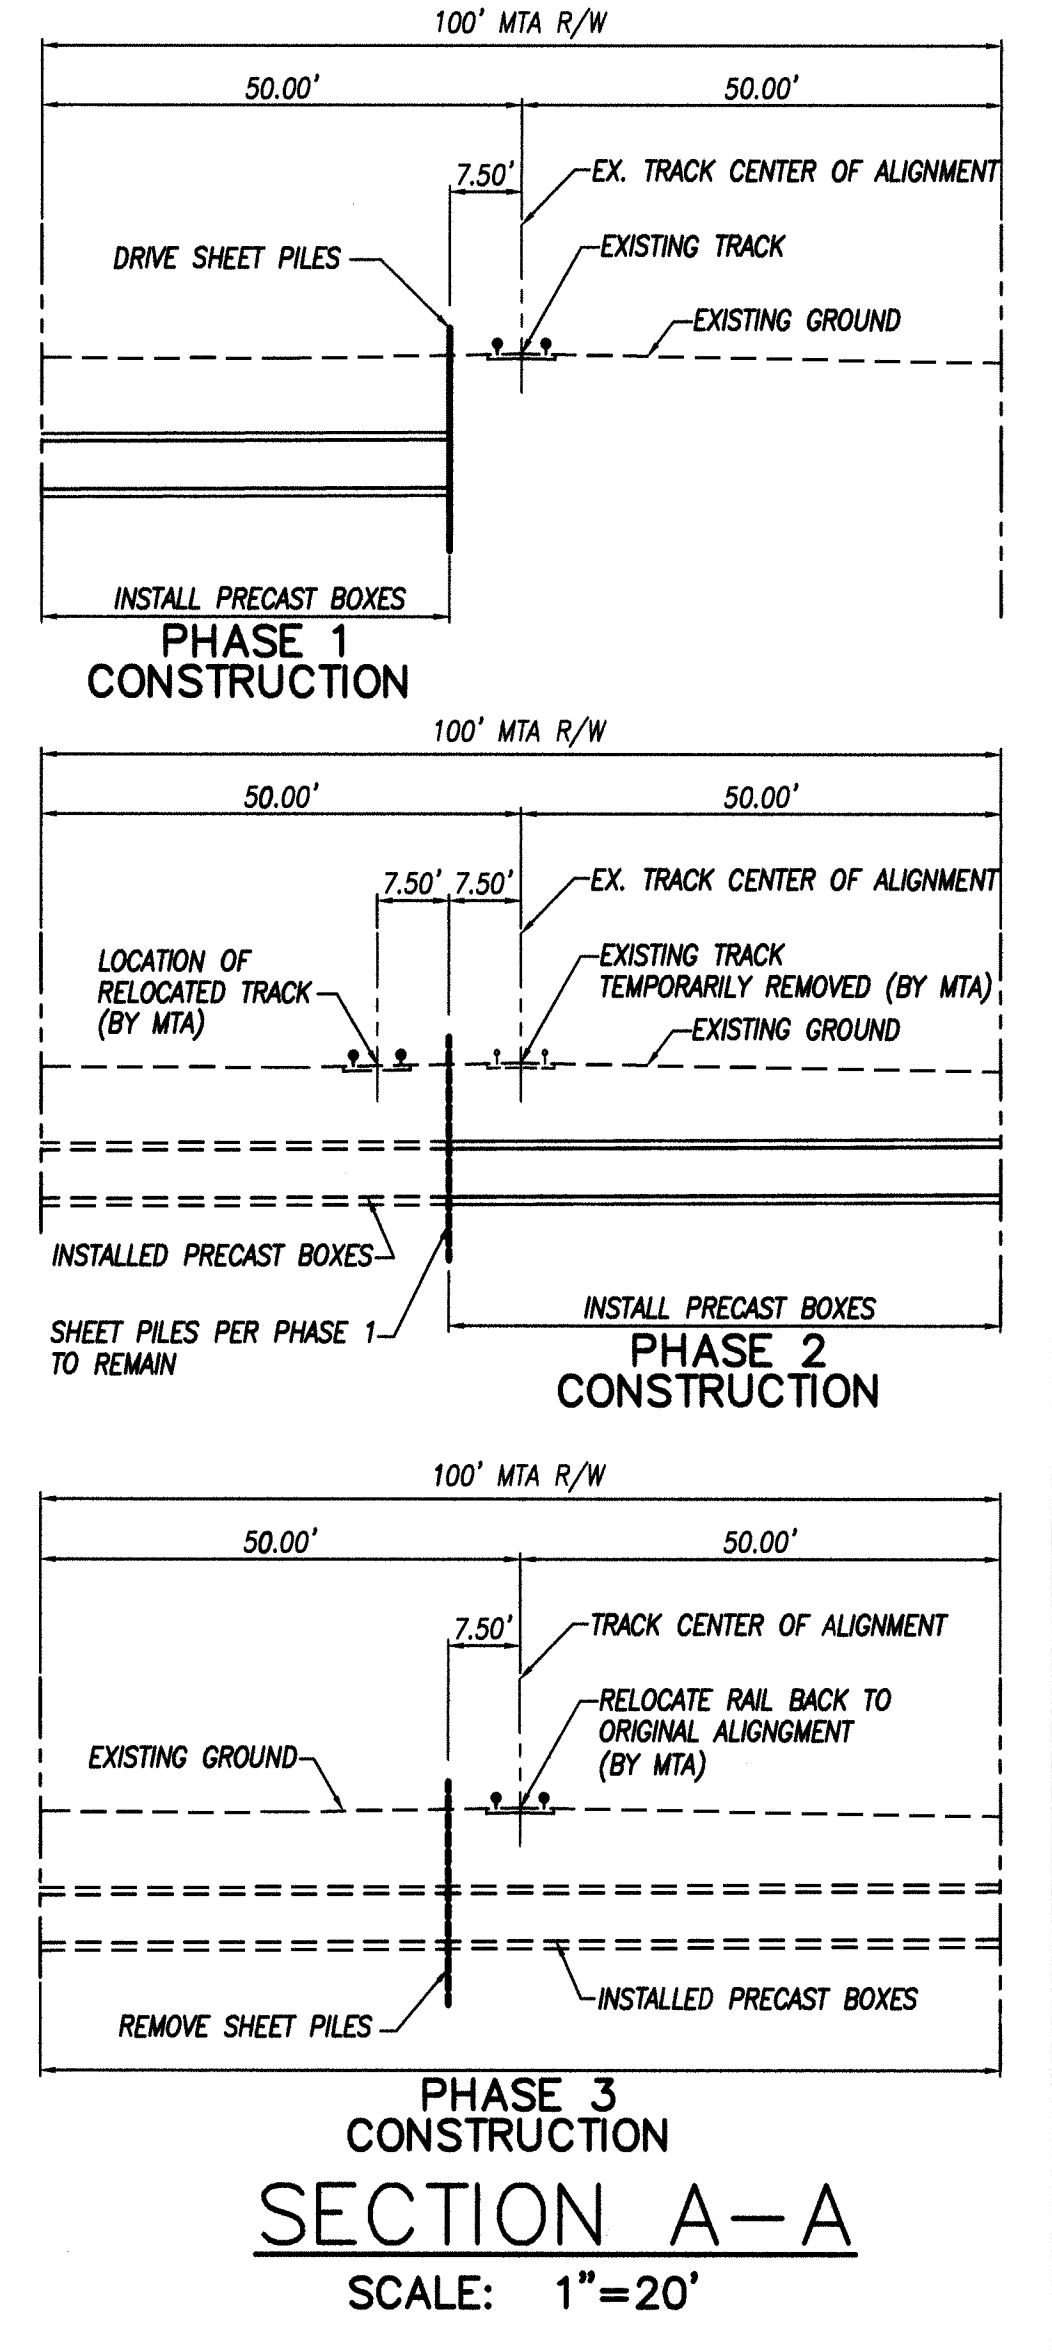 100' MTA R/W
50.00'
50.00'
7.50'
EX. TRACK CENTER OF ALIGNMENT
DRIVE SHEET PILES
EXISTING TRACK
EXISTING GROUND
INSTALL PRECAST BOXES
PHASE 1
CONSTRUCTION
100' MTA R/W
50.00'
50.00'
7.50'
7.50'
EX. TRACK CENTER OF ALIGNMENT
LOCATION OF
RELOCATED TRACK
(BY MTA)
EXISTING TRACK
TEMPORARILY REMOVED (BY MTA)
EXISTING GROUND
INSTALLED PRECAST BOXES
SHEET PILES PER PHASE 1
TO REMAIN
INSTALL PRECAST BOXES
PHASE 2
CONSTRUCTION
100' MTA R/W
50.00'
50.00'
7.50'
TRACK CENTER OF ALIGNMENT
RELOCATE RAIL BACK TO
ORIGINAL ALIGNGMENT
(BY MTA)
EXISTING GROUND
INSTALLED PRECAST BOXES
REMOVE SHEET PILES
PHASE 3
CONSTRUCTION
SECTION A-A
SCALE: 1"=20'